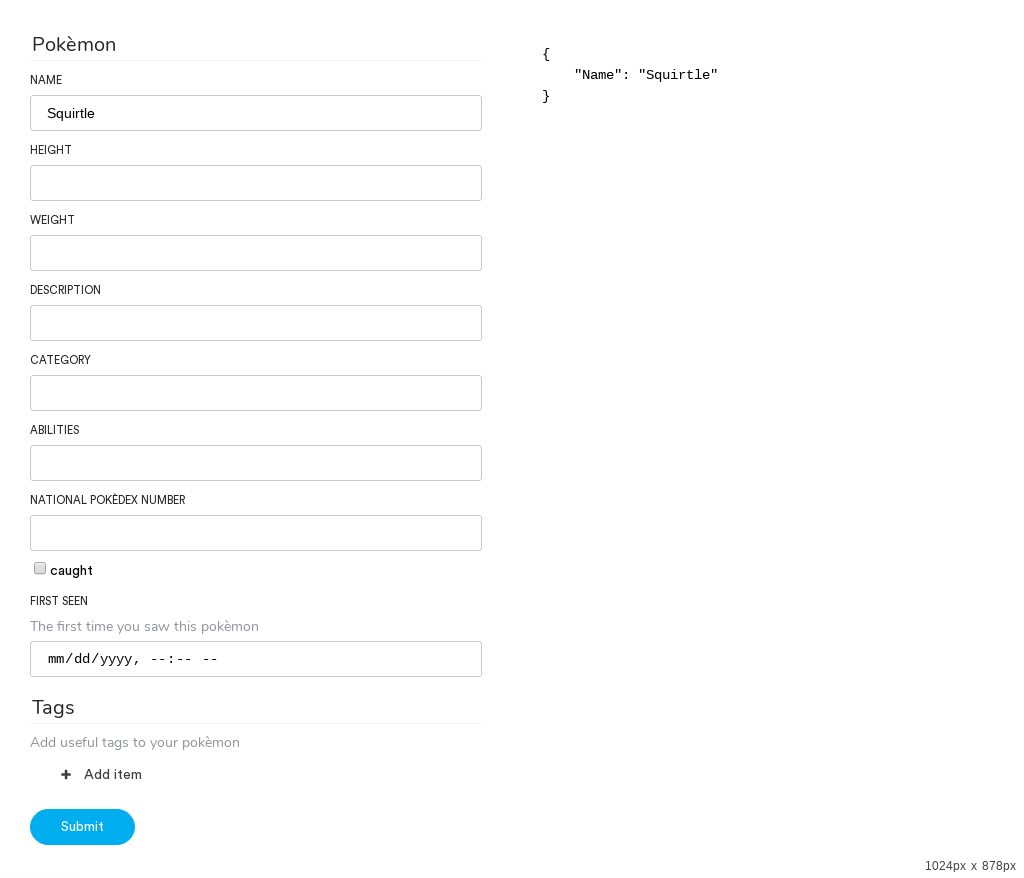 Pokèmon
NAME
Squirtle
HEIGHT
WEIGHT
DESCRIPTION
CATEGORY
ABILITIES
NATIONAL POKÈDEX NUMBER
caught
FIRST SEEN
The first time you saw this pokèmon
mm/dd/yyyy, --:-- --
Tags
Add useful tags to your pokèmon
+ Add item
Submit
{
"Name": "Squirtle"
}
1024px x 878px